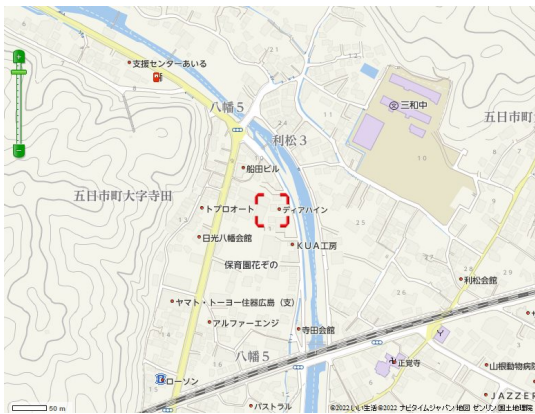 支援センターあいる
21
八幡5
利松3
三和中
五日市町
船田ビル
10
五日市町大字寺田
トプロオート
ディアハイン
日光八幡会館
KUA工房
保育園花ぞの
利松会館
ヤマト・トーヨー住器広島(支)
アルファーエンジ
寺田会館
八幡5
正覚寺
ローソン
山根動物病院
JAZZER
パストラル
50 m
©2022 いい生活©2022 ナビタイムジャパン 地図 ゼンリン/国土地理院